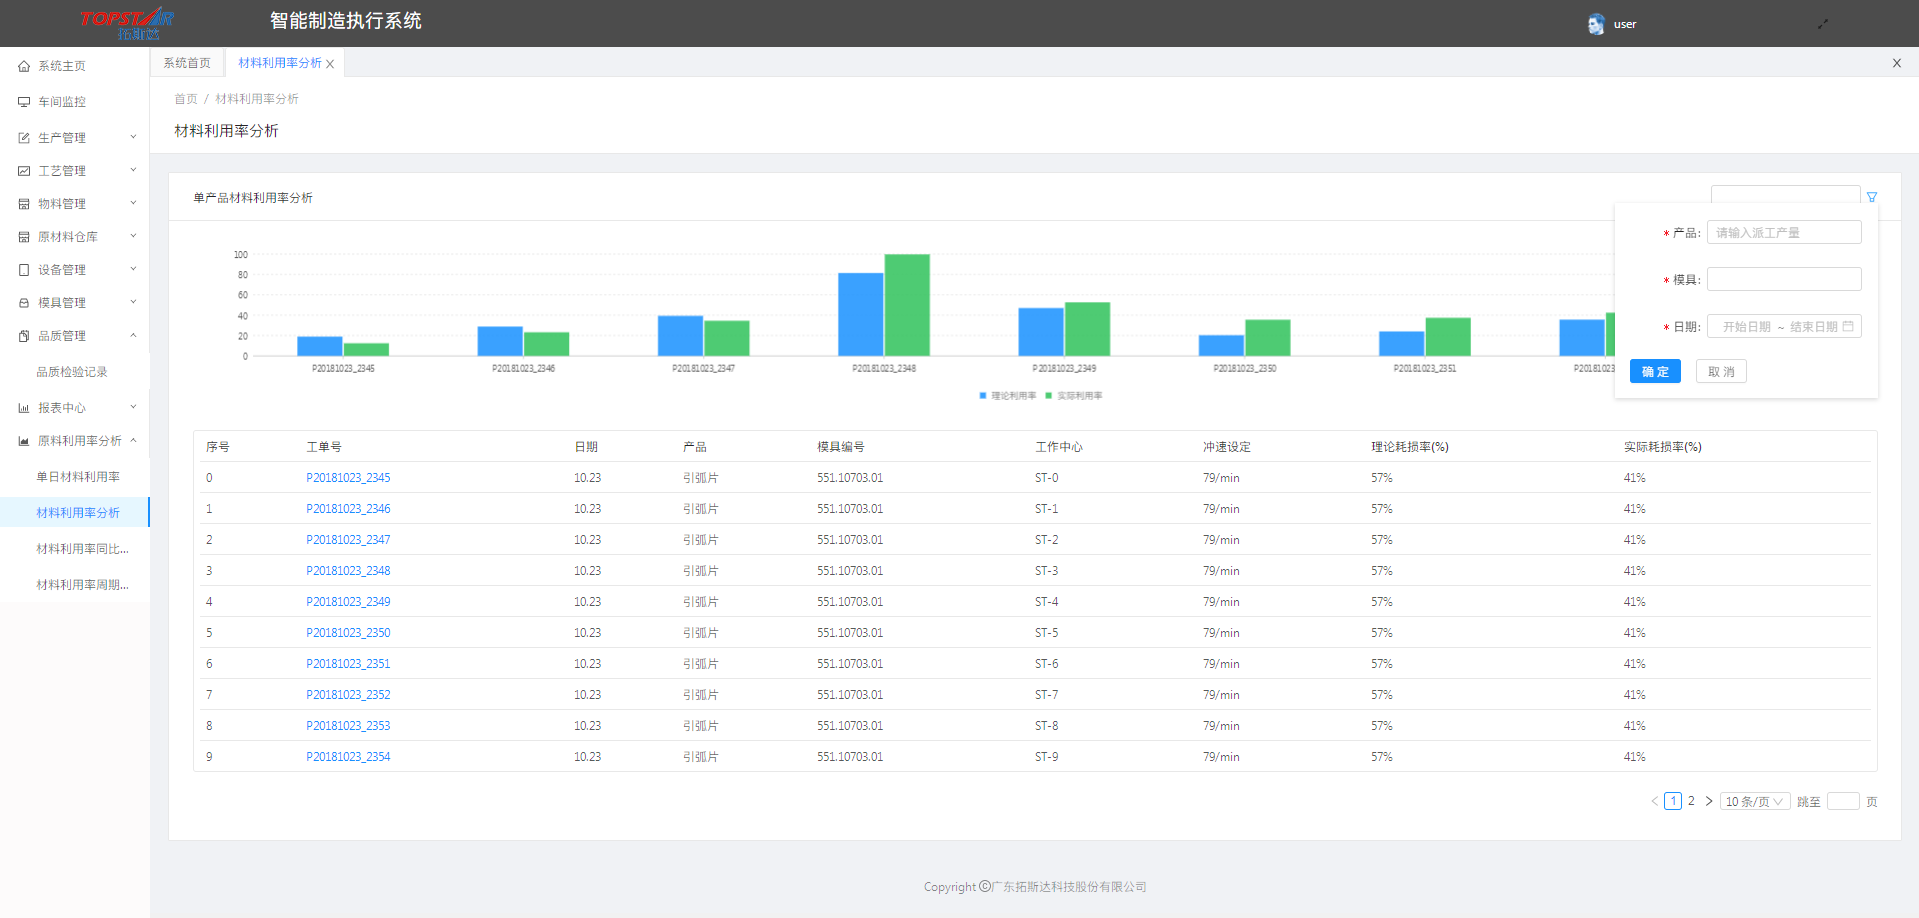 TOPSTAR
拓斯达
智能制造执行系统
user
系统主页
车间监控
生产管理
工艺管理
物料管理
原材料仓库
设备管理
模具管理
品质管理
品质检验记录
报表中心
原料利用率分析
单日材料利用率
材料利用率分析
材料利用率同比...
材料利用率周期...
系统首页 材料利用率分析
首页 / 材料利用率分析
材料利用率分析
单产品材料利用率分析
* 产品: 请输入派工产量
* 模具:
* 日期: 开始日期 ~ 结束日期
确 定 取 消
100
80
60
40
20
0
P20181023_2345 P20181023_2346 P20181023_2347 P20181023_2348 P20181023_2349 P20181023_2350 P20181023_2351 P20181023
理论利用率 实际利用率
序号 工单号 日期 产品 模具编号 工作中心 冲速设定 理论耗损率(%) 实际耗损率(%)
0 P20181023_2345 10.23 引弧片 551.10703.01 ST-0 79/min 57% 41%
1 P20181023_2346 10.23 引弧片 551.10703.01 ST-1 79/min 57% 41%
2 P20181023_2347 10.23 引弧片 551.10703.01 ST-2 79/min 57% 41%
3 P20181023_2348 10.23 引弧片 551.10703.01 ST-3 79/min 57% 41%
4 P20181023_2349 10.23 引弧片 551.10703.01 ST-4 79/min 57% 41%
5 P20181023_2350 10.23 引弧片 551.10703.01 ST-5 79/min 57% 41%
6 P20181023_2351 10.23 引弧片 551.10703.01 ST-6 79/min 57% 41%
7 P20181023_2352 10.23 引弧片 551.10703.01 ST-7 79/min 57% 41%
8 P20181023_2353 10.23 引弧片 551.10703.01 ST-8 79/min 57% 41%
9 P20181023_2354 10.23 引弧片 551.10703.01 ST-9 79/min 57% 41%
1 2 10 条/页 跳至 页
Copyright ©广东拓斯达科技股份有限公司